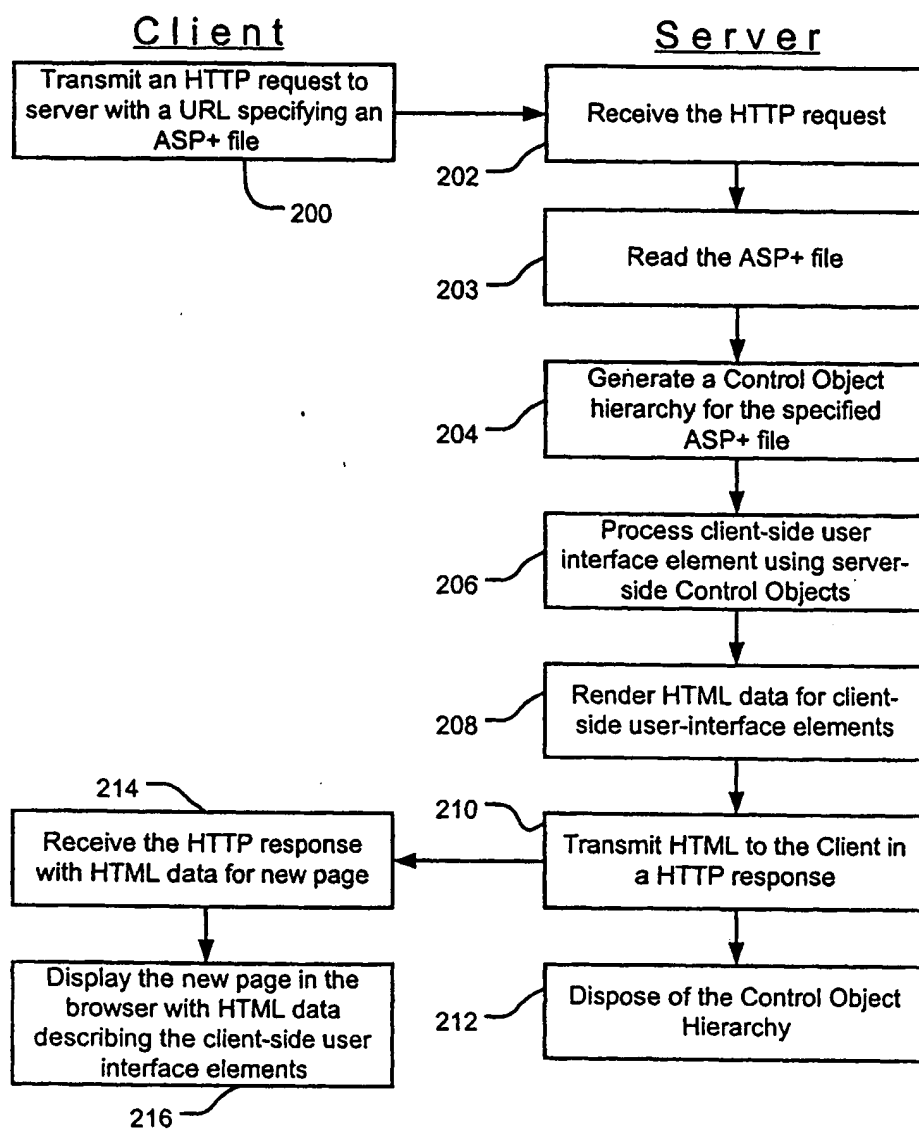 Client
Server
Transmit an HTTP request to
server with a URL specifying an
ASP+ file
200
Receive the HTTP request
202
Read the ASP+ file
203
Generate a Control Object
hierarchy for the specified
ASP+ file
204
Process client-side user
interface element using server-
side Control Objects
206
Render HTML data for client-
side user-interface elements
208
210
Transmit HTML to the Client in
a HTTP response
214
Receive the HTTP response
with HTML data for new page
Display the new page in the
browser with HTML data
describing the client-side user
interface elements
216
Dispose of the Control Object
Hierarchy
212